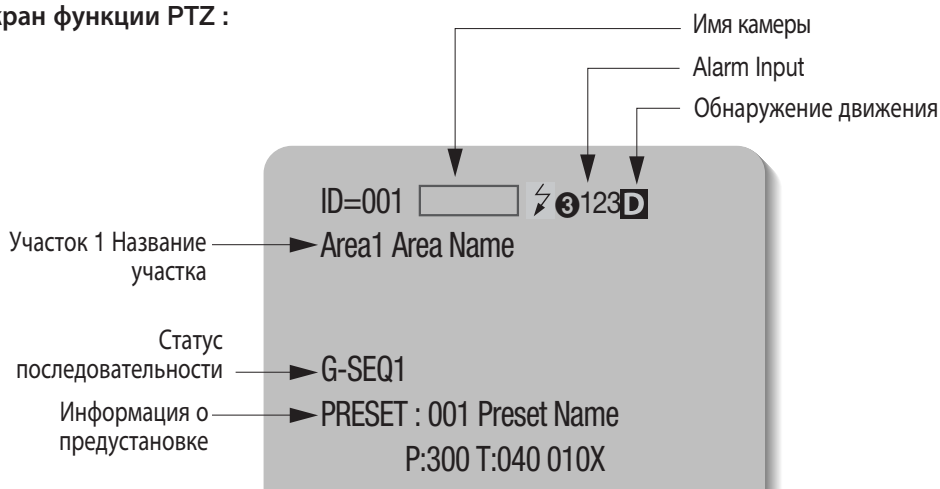 кран функции PTZ :
Имя камеры
Alarm Input
Обнаружение движения
ID=001 ❸123D
Участок 1 Название
участка
Area1 Area Name
Статус
последовательности
G-SEQ1
Информация о
предустановке
PRESET : 001 Preset Name
P:300 T:040 010X